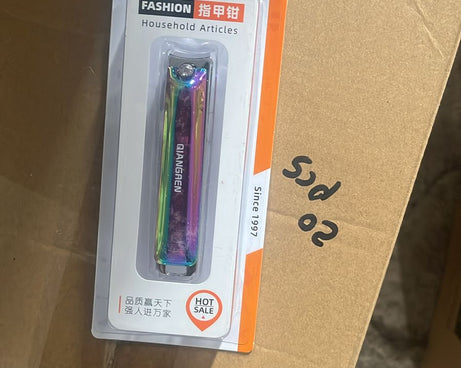 FASHION 指甲钳
Household Articles
QIANGREN
Since 1997
品质赢天下
强人进万家
HOT
SALE
20
pcs